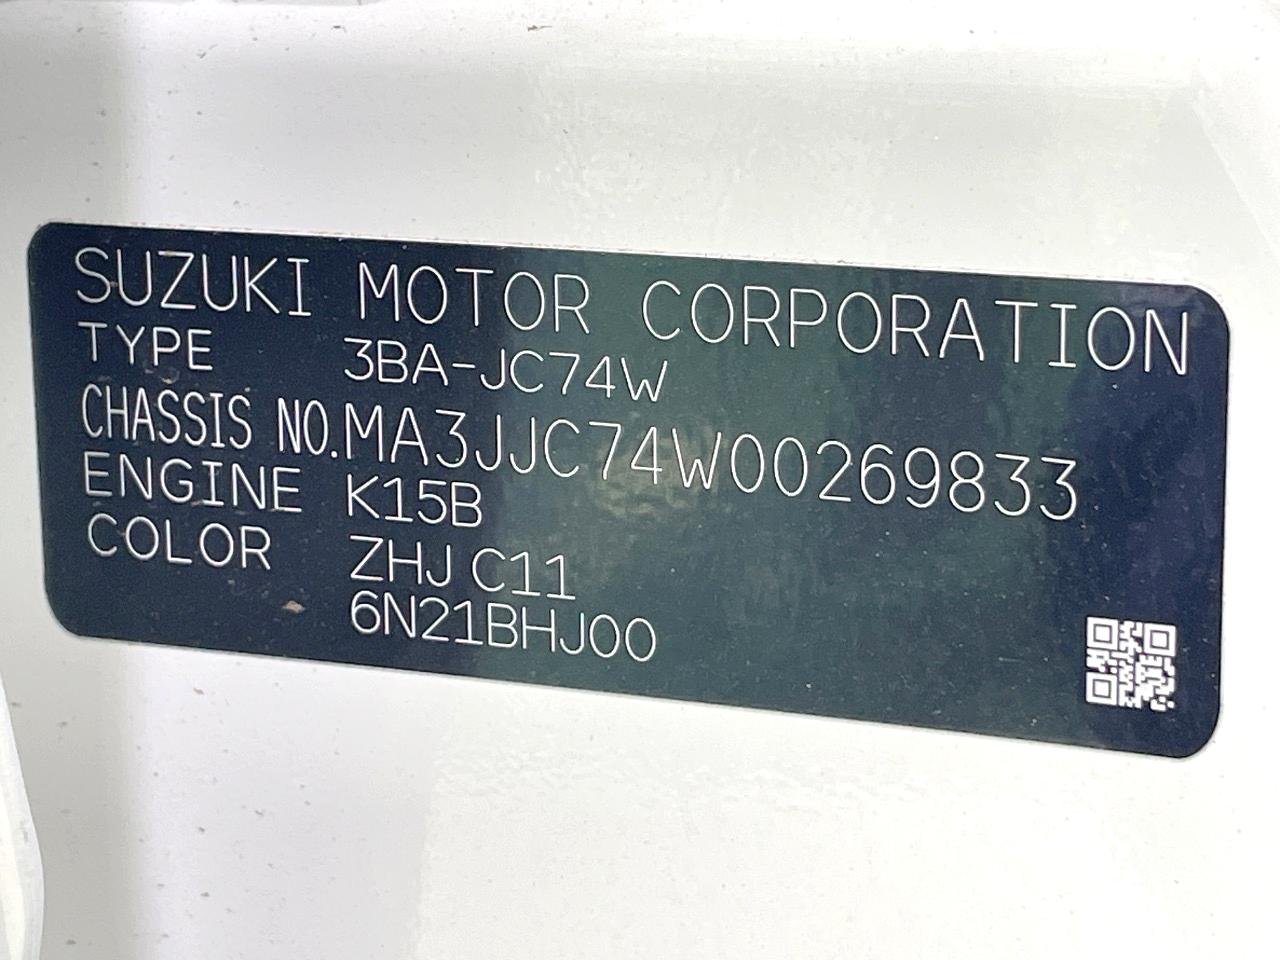 SUZUKI MOTOR CORPORATION
TYPE 3BA-JC74W
CHASSIS NO. MA3JJC74W00269833
ENGINE K15B
COLOR ZHJ C11
6N21BHJ00